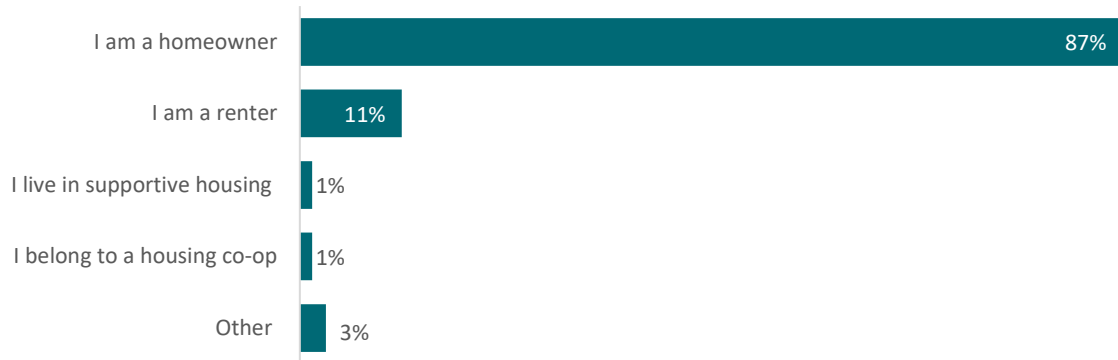 I am a homeowner 87%
I am a renter 11%
I live in supportive housing 1%
I belong to a housing co-op 1%
Other 3%